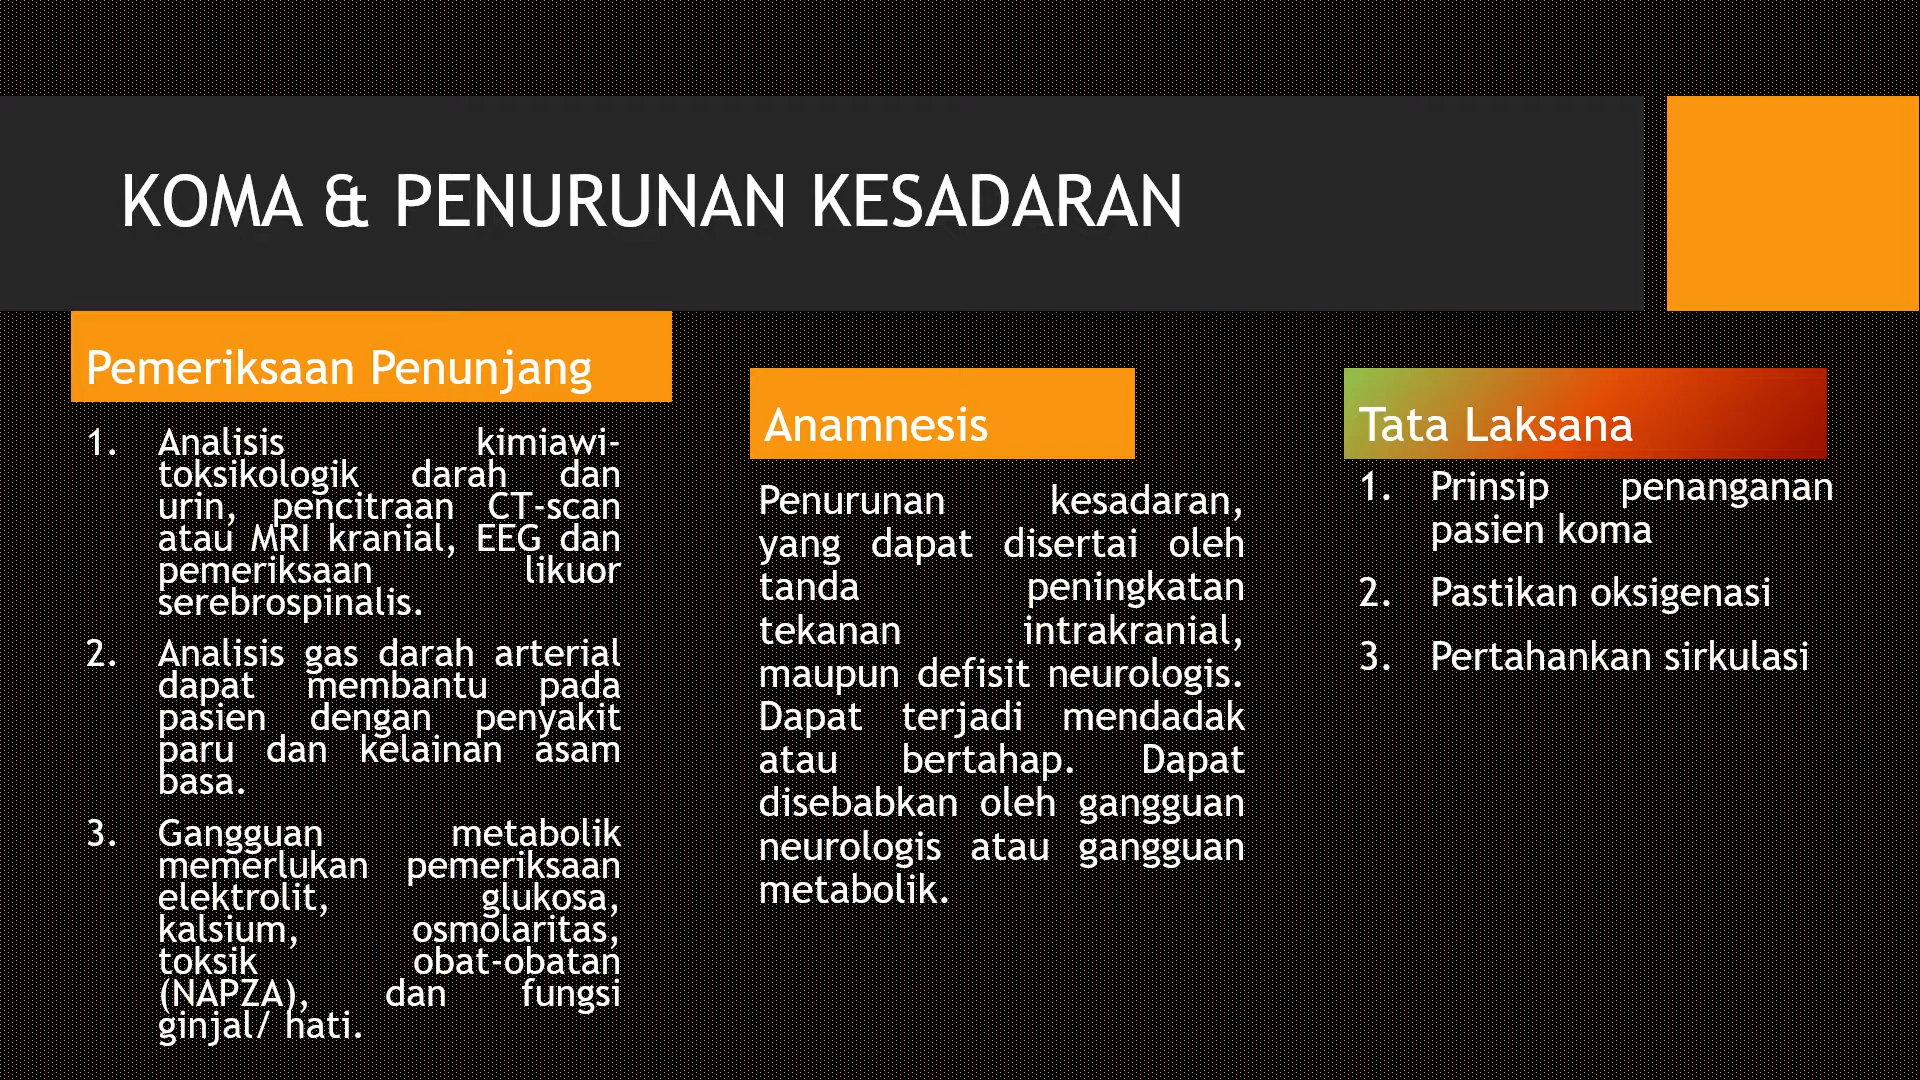 KOMA & PENURUNAN KESADARAN
Pemeriksaan Penunjang
1. Analisis kimiawi-
toksikologik darah dan
urin, pencitraan CT-scan
atau MRI kranial, EEG dan
pemeriksaan likuor
serebrospinalis.
2. Analisis gas darah arterial
dapat membantu pada
pasien dengan penyakit
paru dan kelainan asam
basa.
3. Gangguan metabolik
memerlukan pemeriksaan
elektrolit, glukosa,
kalsium, osmolaritas,
toksik obat-obatan
(NAPZA), dan fungsi
ginjal/ hati.
Anamnesis
Penurunan kesadaran,
yang dapat disertai oleh
tanda peningkatan
tekanan intrakranial,
maupun defisit neurologis.
Dapat terjadi mendadak
atau bertahap. Dapat
disebabkan oleh gangguan
neurologis atau gangguan
metabolik.
Tata Laksana
1. Prinsip penanganan
pasien koma
2. Pastikan oksigenasi
3. Pertahankan sirkulasi